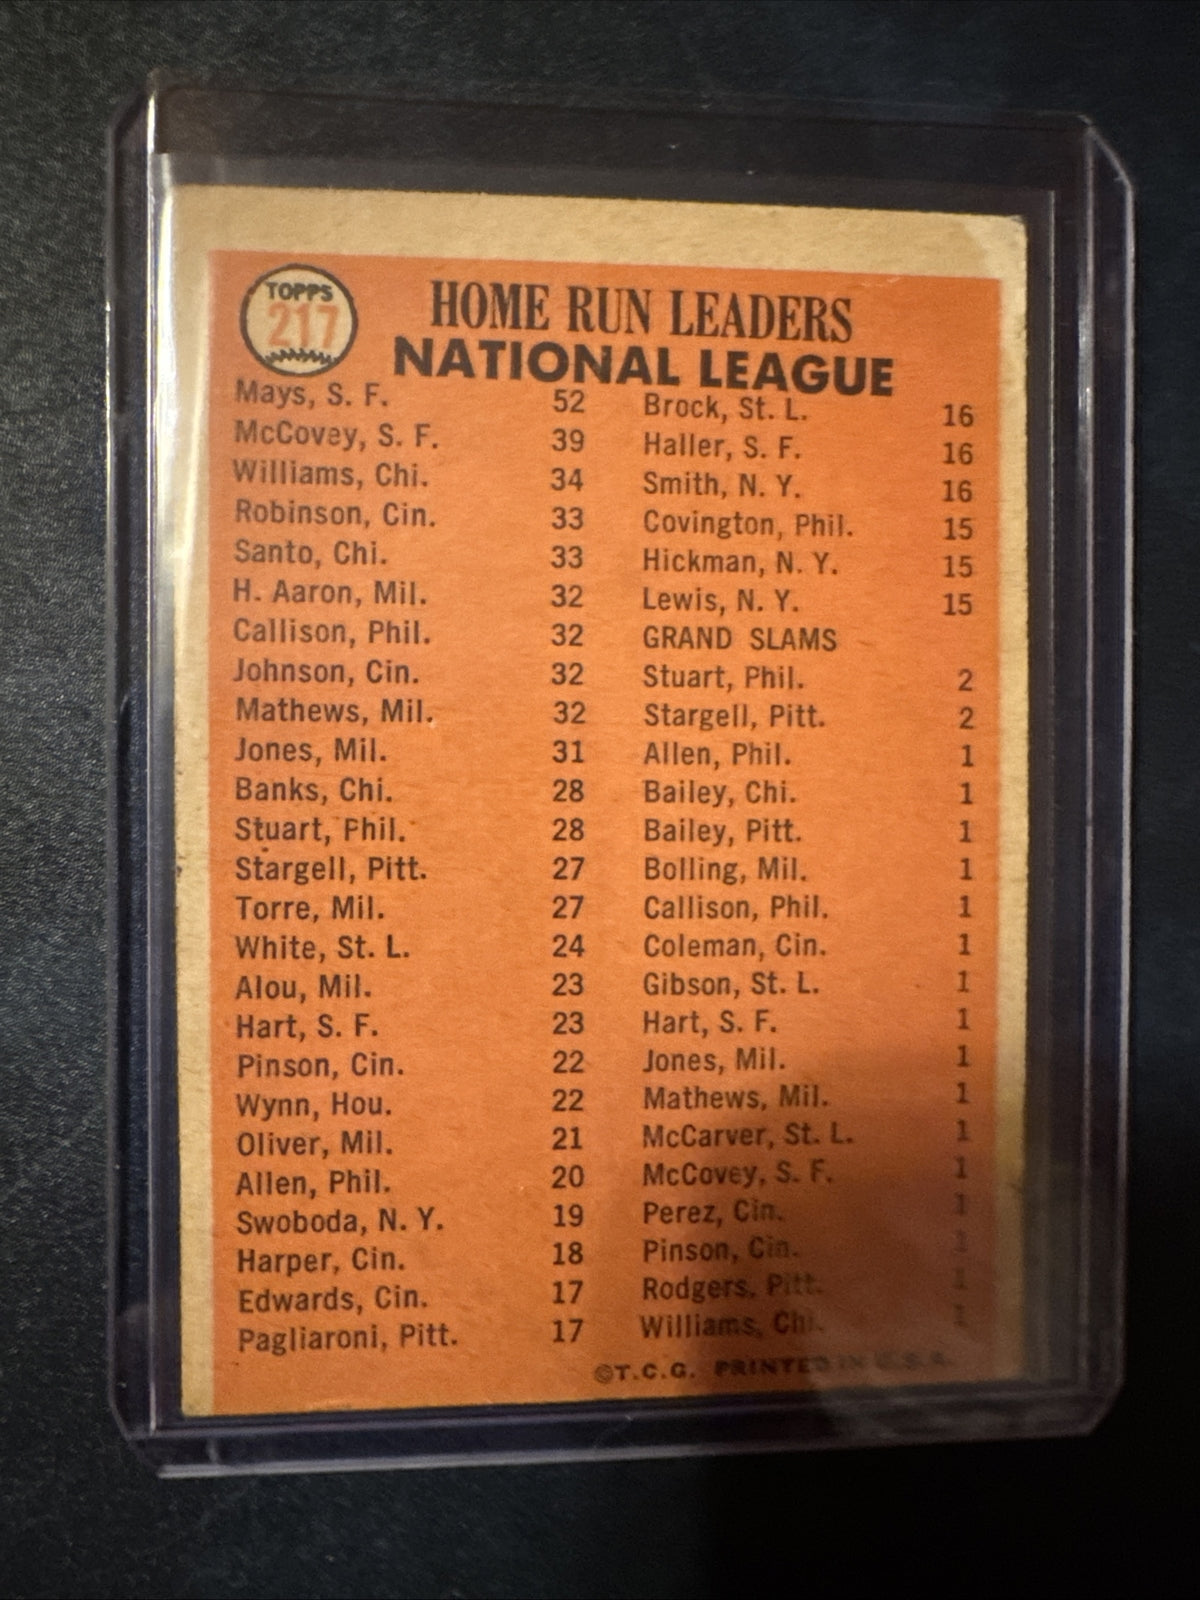 TOPPS
217
HOME RUN LEADERS
NATIONAL LEAGUE
Mays, S. F. 52
McCovey, S. F. 39
Williams, Chi. 34
Robinson, Cin. 33
Santo, Chi. 33
H. Aaron, Mil. 32
Callison, Phil. 32
Johnson, Cin. 32
Mathews, Mil. 32
Jones, Mil. 31
Banks, Chi. 28
Stuart, Phil. 28
Stargell, Pitt. 27
Torre, Mil. 27
White, St. L. 24
Alou, Mil. 23
Hart, S. F. 23
Pinson, Cin. 22
Wynn, Hou. 22
Oliver, Mil. 21
Allen, Phil. 20
Swoboda, N. Y. 19
Harper, Cin. 18
Edwards, Cin. 17
Pagliaroni, Pitt. 17
Brock, St. L. 16
Haller, S. F. 16
Smith, N. Y. 16
Covington, Phil. 15
Hickman, N. Y. 15
Lewis, N. Y. 15
GRAND SLAMS
Stuart, Phil. 2
Stargell, Pitt. 2
Allen, Phil. 1
Bailey, Chi. 1
Bailey, Pitt. 1
Bolling, Mil. 1
Callison, Phil. 1
Coleman, Cin. 1
Gibson, St. L. 1
Hart, S. F. 1
Jones, Mil. 1
Mathews, Mil. 1
McCarver, St. L. 1
McCovey, S. F. 1
Perez, Cin. 1
Pinson, Cin. 1
Rodgers, Pitt. 1
Williams, Chi. 1
©T.C.G. PRINTED IN U.S.A.